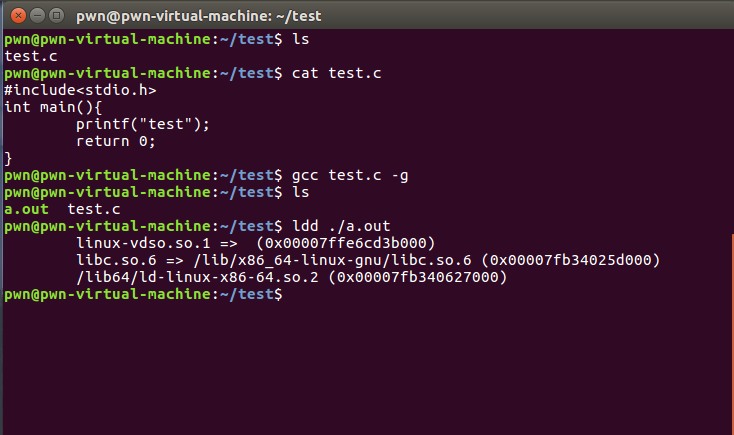 pwn@pwn-virtual-machine: ~/test
pwn@pwn-virtual-machine:~/test$ ls
test.c
pwn@pwn-virtual-machine:~/test$ cat test.c
#include<stdio.h>
int main(){
        printf("test");
        return 0;
}
pwn@pwn-virtual-machine:~/test$ gcc test.c -g
pwn@pwn-virtual-machine:~/test$ ls
a.out  test.c
pwn@pwn-virtual-machine:~/test$ ldd ./a.out
        linux-vdso.so.1 =>  (0x00007ffe6cd3b000)
        libc.so.6 => /lib/x86_64-linux-gnu/libc.so.6 (0x00007fb34025d000)
        /lib64/ld-linux-x86-64.so.2 (0x00007fb340627000)
pwn@pwn-virtual-machine:~/test$